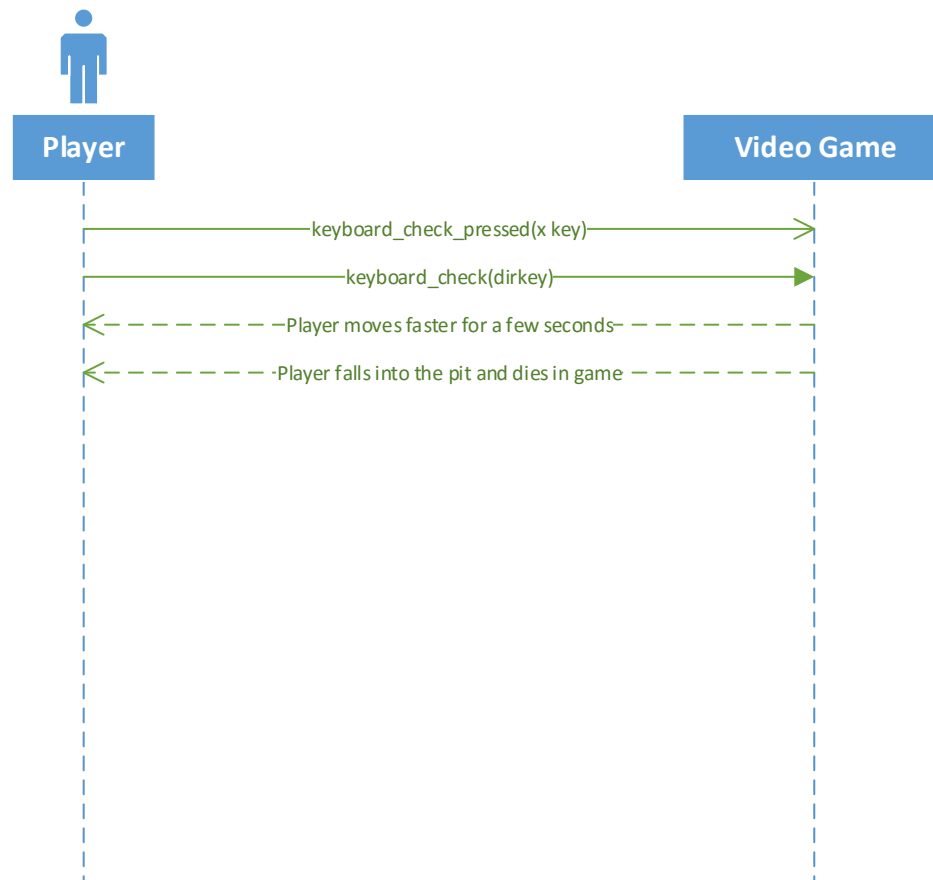 Player
Video Game
keyboard_check_pressed(x key)
keyboard_check(dirkey)
Player moves faster for a few seconds
Player falls into the pit and dies in game